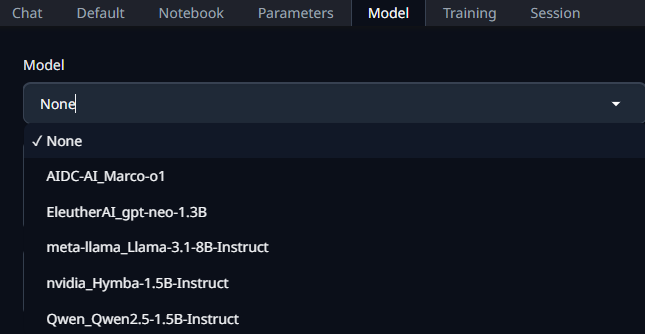 Chat Default Notebook Parameters Model Training Session
Model
None
✓ None
AIDC-AI_Marco-o1
EleutherAI_gpt-neo-1.3B
meta-llama_Llama-3.1-8B-Instruct
nvidia_Hymba-1.5B-Instruct
Qwen_Qwen2.5-1.5B-Instruct